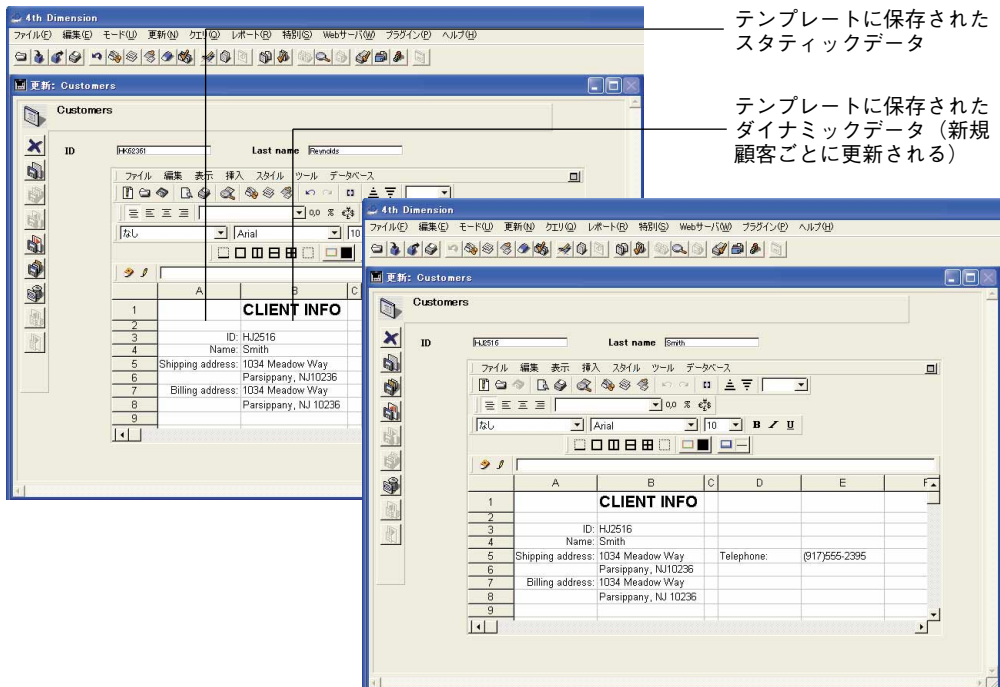 テンプレートに保存された
スタティックデータ
テンプレートに保存された
ダイナミックデータ（新規
顧客ごとに更新される）
4th Dimension
ファイル(F) 編集(E) モード(U) 更新(N) クエリ(Q) レポート(R) 特別(S) Webサーバ(W) プラグイン(P) ヘルプ(H)
更新: Customers
Customers
ID HK62361 Last name Reynolds
ファイル 編集 表示 挿入 スタイル ツール データベース
0,0 %
なし Arial 10
A B C
1 CLIENT INFO
2
3 ID: HJ2516
4 Name: Smith
5 Shipping address: 1034 Meadow Way
6 Parsippany, NJ10236
7 Billing address: 1034 Meadow Way
8 Parsippany, NJ 10236
9
4th Dimension
ファイル(F) 編集(E) モード(U) 更新(N) クエリ(Q) レポート(R) 特別(S) Webサーバ(W) プラグイン(P) ヘルプ(H)
更新: Customers
Customers
ID HJ2516 Last name Smith
ファイル 編集 表示 挿入 スタイル ツール データベース
0,0 %
なし Arial 10 B I U
A B C D E F
1 CLIENT INFO
2
3 ID: HJ2516
4 Name: Smith
5 Shipping address: 1034 Meadow Way Telephone: (917)555-2395
6 Parsippany, NJ10236
7 Billing address: 1034 Meadow Way
8 Parsippany, NJ 10236
9